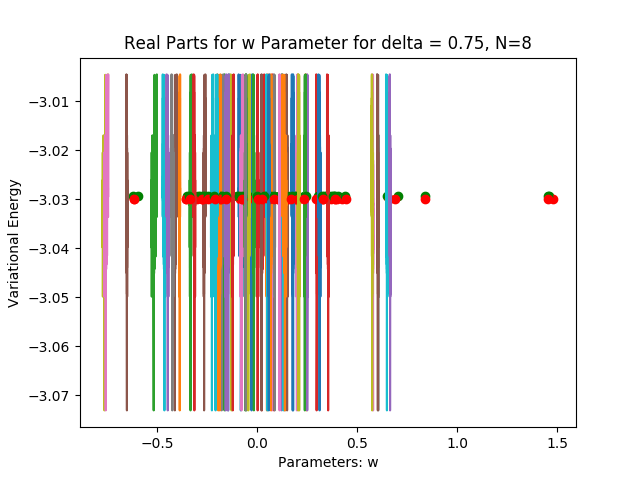 Real Parts for w Parameter for delta = 0.75, N=8
Variational Energy
−3.01
−3.02
−3.03
−3.04
−3.05
−3.06
−3.07
−0.5 0.0 0.5 1.0 1.5
Parameters: w